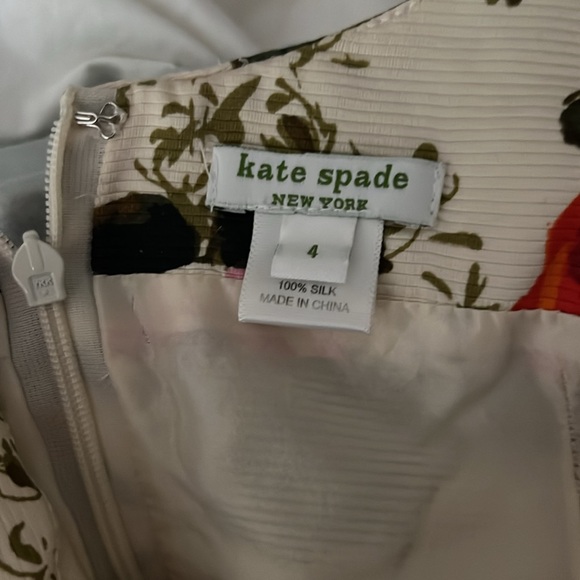 kate spade
NEW YORK
4
100% SILK
MADE IN CHINA